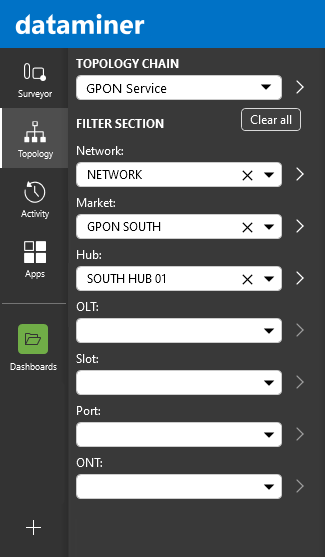 dataminer
Surveyor
Topology
Activity
Apps
Dashboards
TOPOLOGY CHAIN
GPON Service
FILTER SECTION
Clear all
Network:
NETWORK
Market:
GPON SOUTH
Hub:
SOUTH HUB 01
OLT:
Slot:
Port:
ONT: